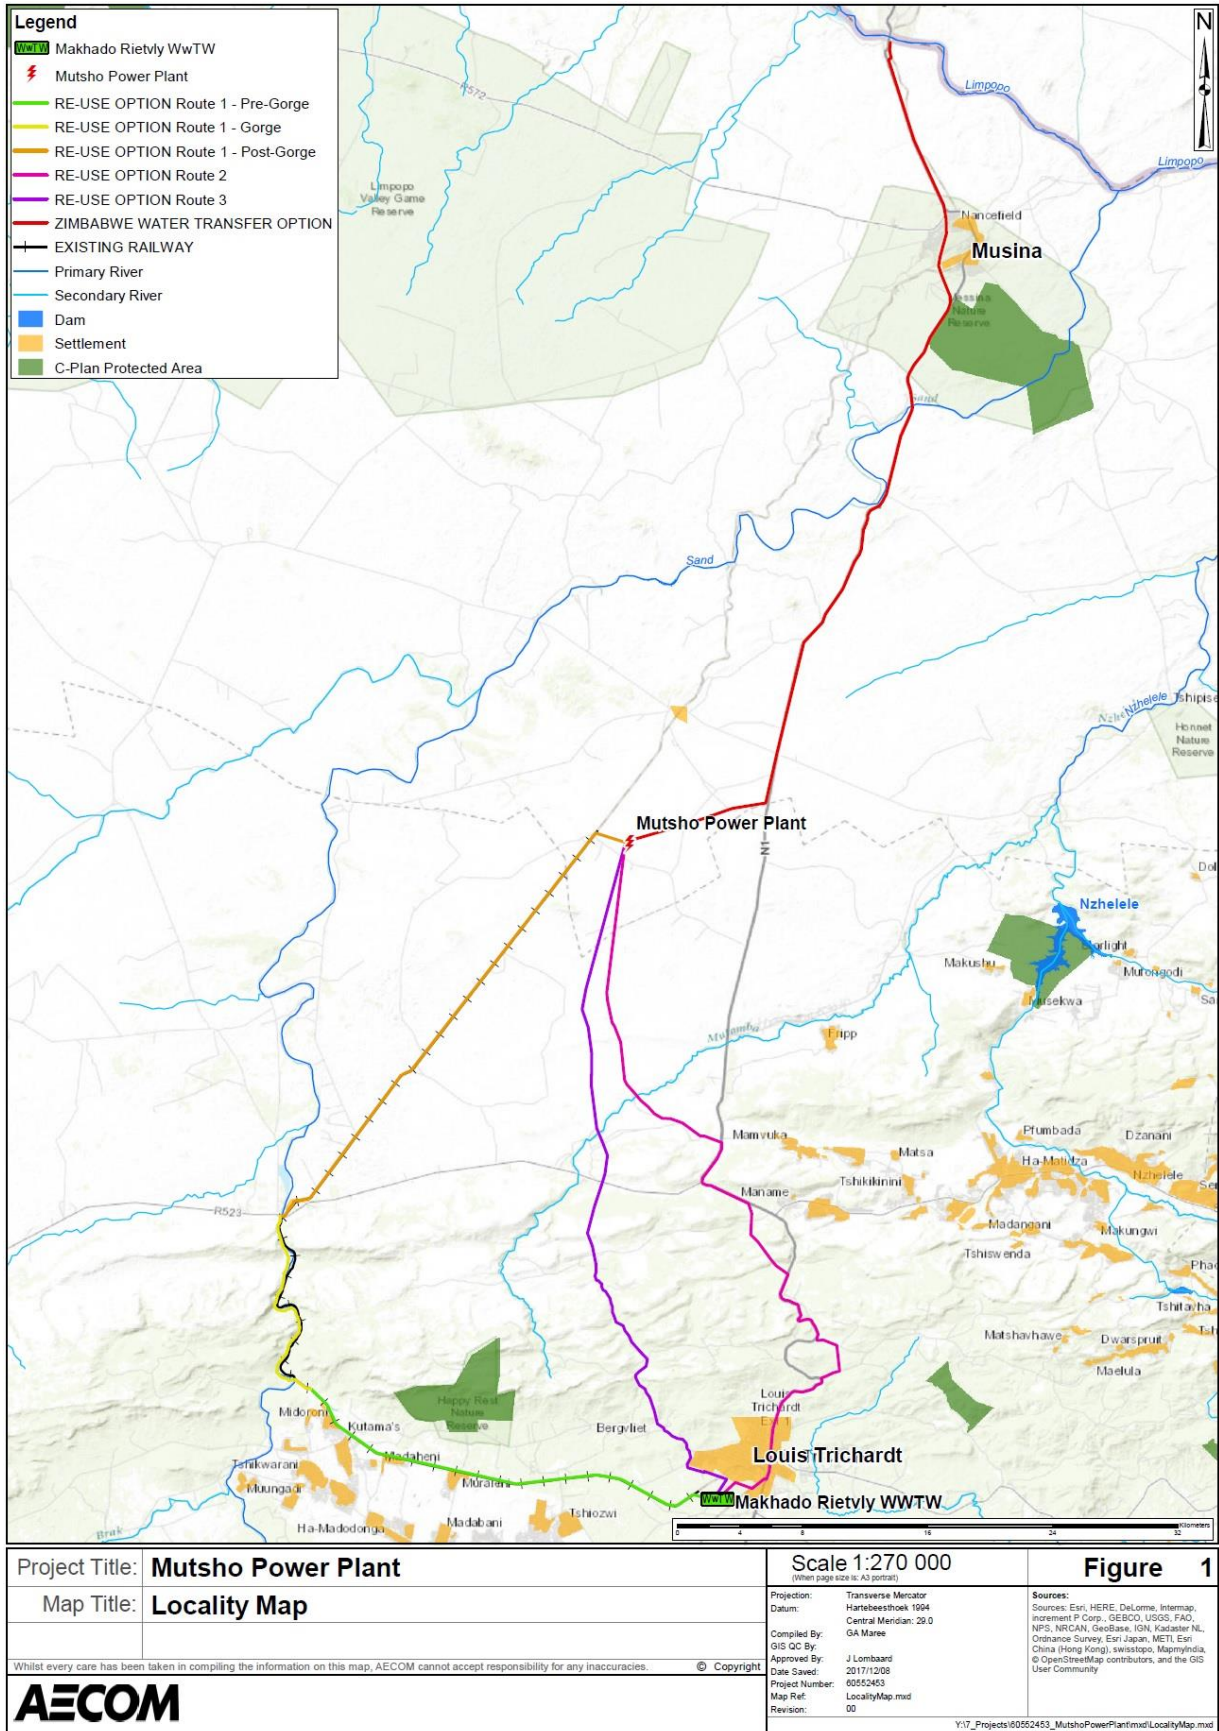 Legend
WwTW Makhado Rietvly WwTW
Mutsho Power Plant
RE-USE OPTION Route 1 - Pre-Gorge
RE-USE OPTION Route 1 - Gorge
RE-USE OPTION Route 1 - Post-Gorge
RE-USE OPTION Route 2
RE-USE OPTION Route 3
ZIMBABWE WATER TRANSFER OPTION
EXISTING RAILWAY
Primary River
Secondary River
Dam
Settlement
C-Plan Protected Area
N
R572
Limpopo
Limpopo
Limpopo
Valley Game
Reserve
Nancefield
Musina
Nature
Reserve
Sand
Sand
Nzhelele
Tshipise
Honnet
Nature
Reserve
Mutsho Power Plant
N1
Nzhelele
Makushu
Mutongodi
Musekwa
Mutamba
Fripp
Mamvuka
Matsa
Pfumbada
Dzanani
Ha-Matidza
Nzhelele
Tshikikinini
Maname
R523
Madangani
Makungwi
Tshiswenda
Tshitavha
Matshavhawe
Dwarspruit
Maelula
Happy Rest
Nature
Reserve
Louis
Trichardt
Ext 1
Midoroni
Kutama's
Bergvliet
Louis Trichardt
Madaheni
Tshikwarani
Muungadi
Muraleni
WwTW Makhado Rietvly WWTW
Tshiozwi
Madabani
Ha-Madodonga
Brak
Kilometers
0 4 8 16 24 32
Project Title: Mutsho Power Plant
Map Title: Locality Map
Whilst every care has been taken in compiling the information on this map, AECOM cannot accept responsibility for any inaccuracies. © Copyright
AECOM
Scale 1:270 000
(When page size is: A3 portrait)
Projection: Transverse Mercator
Datum: Hartebeesthoek 1994
Central Meridian: 29.0
Compiled By: GA Maree
GIS QC By:
Approved By: J Lombaard
Date Saved: 2017/12/08
Project Number: 60552453
Map Ref: LocalityMap.mxd
Revision: 00
Figure 1
Sources:
Sources: Esri, HERE, DeLorme, Intermap,
increment P Corp., GEBCO, USGS, FAO,
NPS, NRCAN, GeoBase, IGN, Kadaster NL,
Ordnance Survey, Esri Japan, METI, Esri
China (Hong Kong), swisstopo, MapmyIndia,
© OpenStreetMap contributors, and the GIS
User Community
Y:\7_Projects\60552453_MutshoPowerPlant\mxd\LocalityMap.mxd